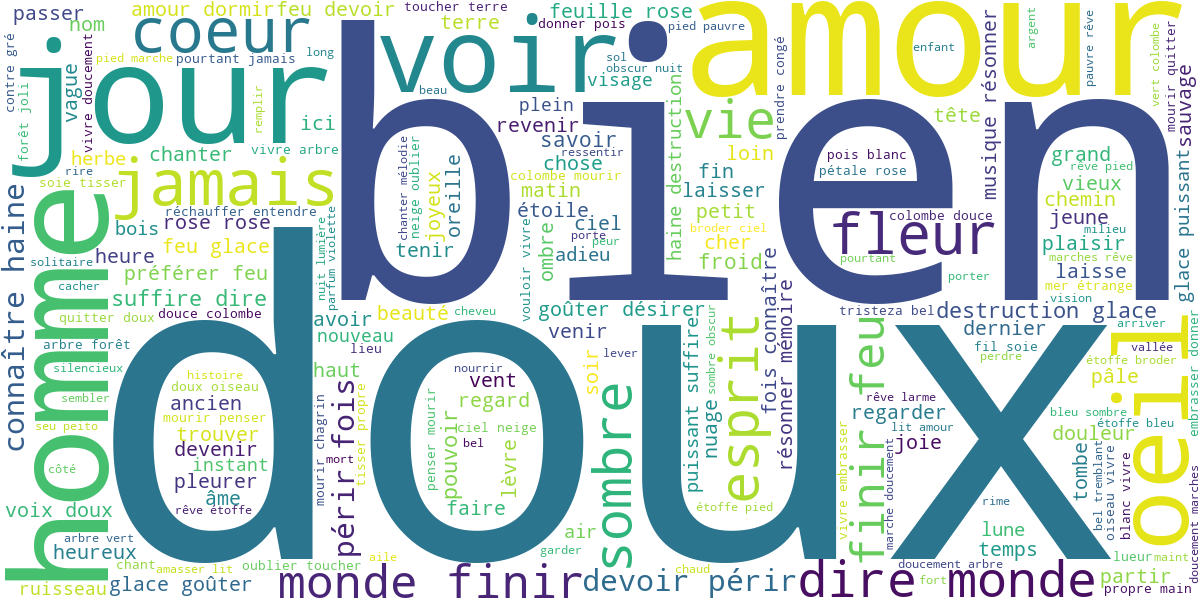 passer
nom
amour dormir
feu devoir
toucher terre
terre
feuille rose
donner pois
pied pauvre
amour
argent
enfant
musique résonner
pauvre rêve
vert colombe
mourir quitter
sauvage
contre gré
vague
vivre doucement
coeur
pied marche
pourtant jamais
long
voir
beau
sol
obscur nuit
visage
prendre congé
jour
bien
forêt joli
remplir
ici
plein
revenir
savoir
ressentir
vie
tête
herbe
chanter
vivre arbre
rire
soie tisser
jamais
chanter mélodie
neige oublier
joyeux
oreille
chose
colombe mourir
matin
haine destruction
fin
laisser
loin
pois blanc
pétale rose
grand
rêve pied
vieux
chemin
glace puissant
connaître haine
homme
bois
rose rose
réchauffer entendre
étoile
ciel
porte
peur
petit
broder ciel
cher
froid
fleur
colombe douce
pourtant
porter
jeune
milieu
plaisir
marches rêve
laisse
mer étrange
vision
solitaire
heure
feu glace
nuit lumière
parfum violette
tenir
vouloir vivre
ombre
adieu
cacher
préférer feu
suffire dire
quitter doux
douce colombe
avoir
nouveau
beauté
cheveu
goûter désirer
venir
fois connaître
résonner mémoire
tristeza bel
destruction glace
dernier
arriver
embrasser donner
arbre forêt
lieu
doux
lever
soir
puissant suffire
sombre obscur
nuage
esprit
finir feu
fil soie
perdre
vallée
étoffe broder
silencieux
sembler
seu peito
histoire
doux oiseau
mourir penser
ancien
haut
nourrir
vent
regard
pâle
oeil
rêve larme
regarder
lit amour
joie
bleu sombre
étoffe bleu
douleur
trouver
devenir
instant
pleurer
âme
rêve étoffe
périr fois
mourir chagrin
mort
tisser propre
penser mourir
pouvoir
ciel neige
bel
lèvre
faire
sombre
étoffe pied
vivre embrasser
marche doucement
rime
tombe
bel tremblant
oiseau vivre
blanc vivre
doucement marches
côté
voix doux
arbre vert
heureux
air
garder
lune
temps
lueur
maint
ruisseau
chant
glace goûter
amasser lit
oublier toucher
aile
monde finir
chaud
devoir périr
dire monde
doucement arbre
fort
partir
propre main